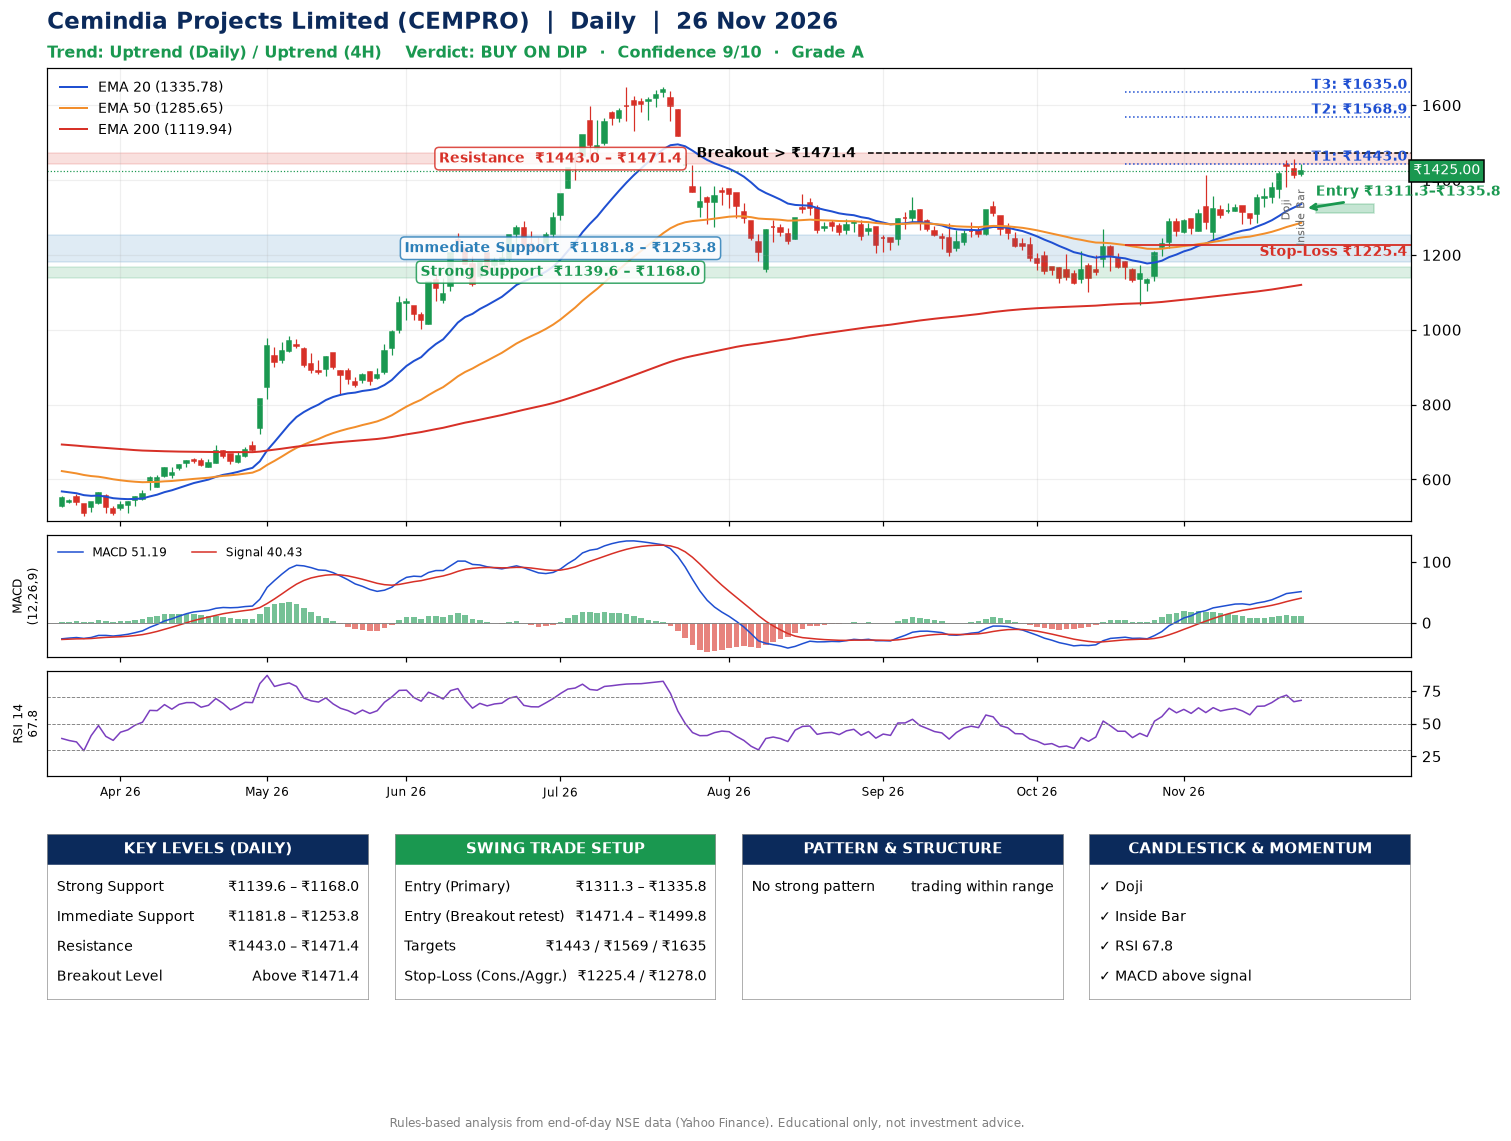 Cemindia Projects Limited (CEMPRO) | Daily | 26 Nov 2026
Trend: Uptrend (Daily) / Uptrend (4H) Verdict: BUY ON DIP · Confidence 9/10 · Grade A
EMA 20 (1335.78)
EMA 50 (1285.65)
EMA 200 (1119.94)
T3: ₹1635.0
T2: ₹1568.9
T1: ₹1443.0
Breakout > ₹1471.4
Resistance ₹1443.0 – ₹1471.4
₹1425.00
Entry ₹1311.3–₹1335.8
Doji
Inside Bar
Immediate Support ₹1181.8 – ₹1253.8
Stop-Loss ₹1225.4
Strong Support ₹1139.6 – ₹1168.0
1600
1400
1200
1000
800
600
MACD 51.19
Signal 40.43
MACD
(12,26,9)
100
0
RSI 14
67.8
75
50
25
Apr 26 May 26 Jun 26 Jul 26 Aug 26 Sep 26 Oct 26 Nov 26
KEY LEVELS (DAILY)
Strong Support ₹1139.6 – ₹1168.0
Immediate Support ₹1181.8 – ₹1253.8
Resistance ₹1443.0 – ₹1471.4
Breakout Level Above ₹1471.4
SWING TRADE SETUP
Entry (Primary) ₹1311.3 – ₹1335.8
Entry (Breakout retest) ₹1471.4 – ₹1499.8
Targets ₹1443 / ₹1569 / ₹1635
Stop-Loss (Cons./Aggr.) ₹1225.4 / ₹1278.0
PATTERN & STRUCTURE
No strong pattern trading within range
CANDLESTICK & MOMENTUM
✓ Doji
✓ Inside Bar
✓ RSI 67.8
✓ MACD above signal
Rules-based analysis from end-of-day NSE data (Yahoo Finance). Educational only, not investment advice.